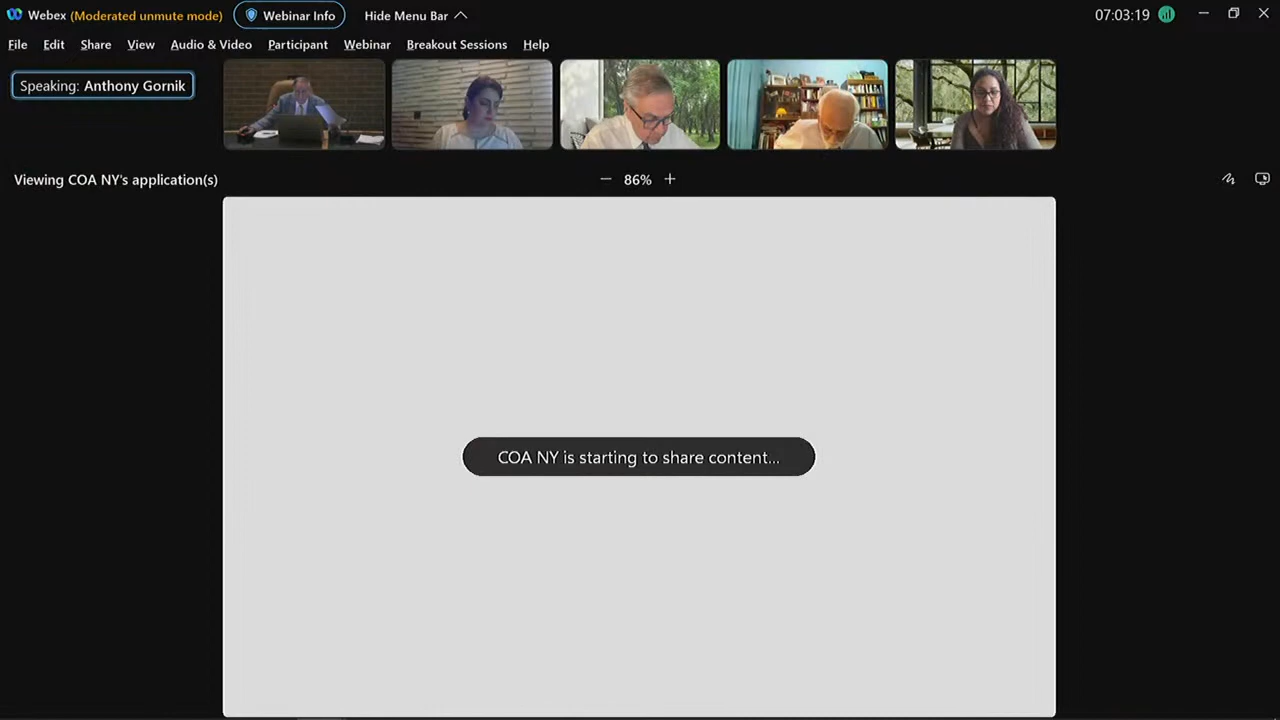 Webex (Moderated unmute mode) Webinar Info Hide Menu Bar 07:03:19
File Edit Share View Audio & Video Participant Webinar Breakout Sessions Help
Speaking: Anthony Gornik
Viewing COA NY's application(s) 86%
COA NY is starting to share content...